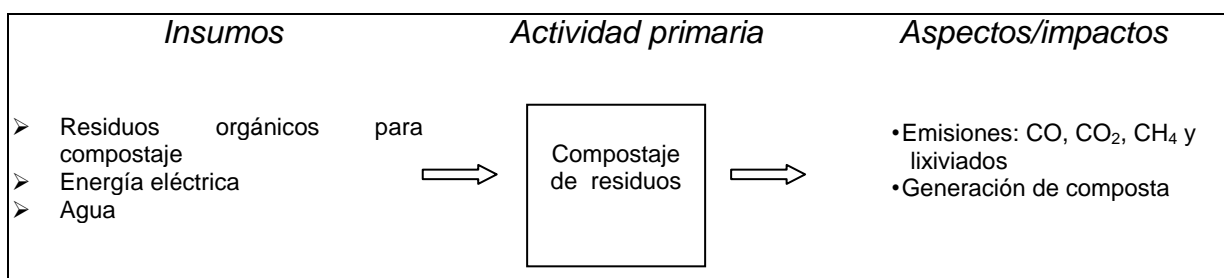 Insumos
Actividad primaria
Aspectos/impactos
➢ Residuos orgánicos para
compostaje
➢ Energía eléctrica
➢ Agua
Compostaje
de residuos
•Emisiones: CO, CO₂, CH₄ y
lixiviados
•Generación de composta